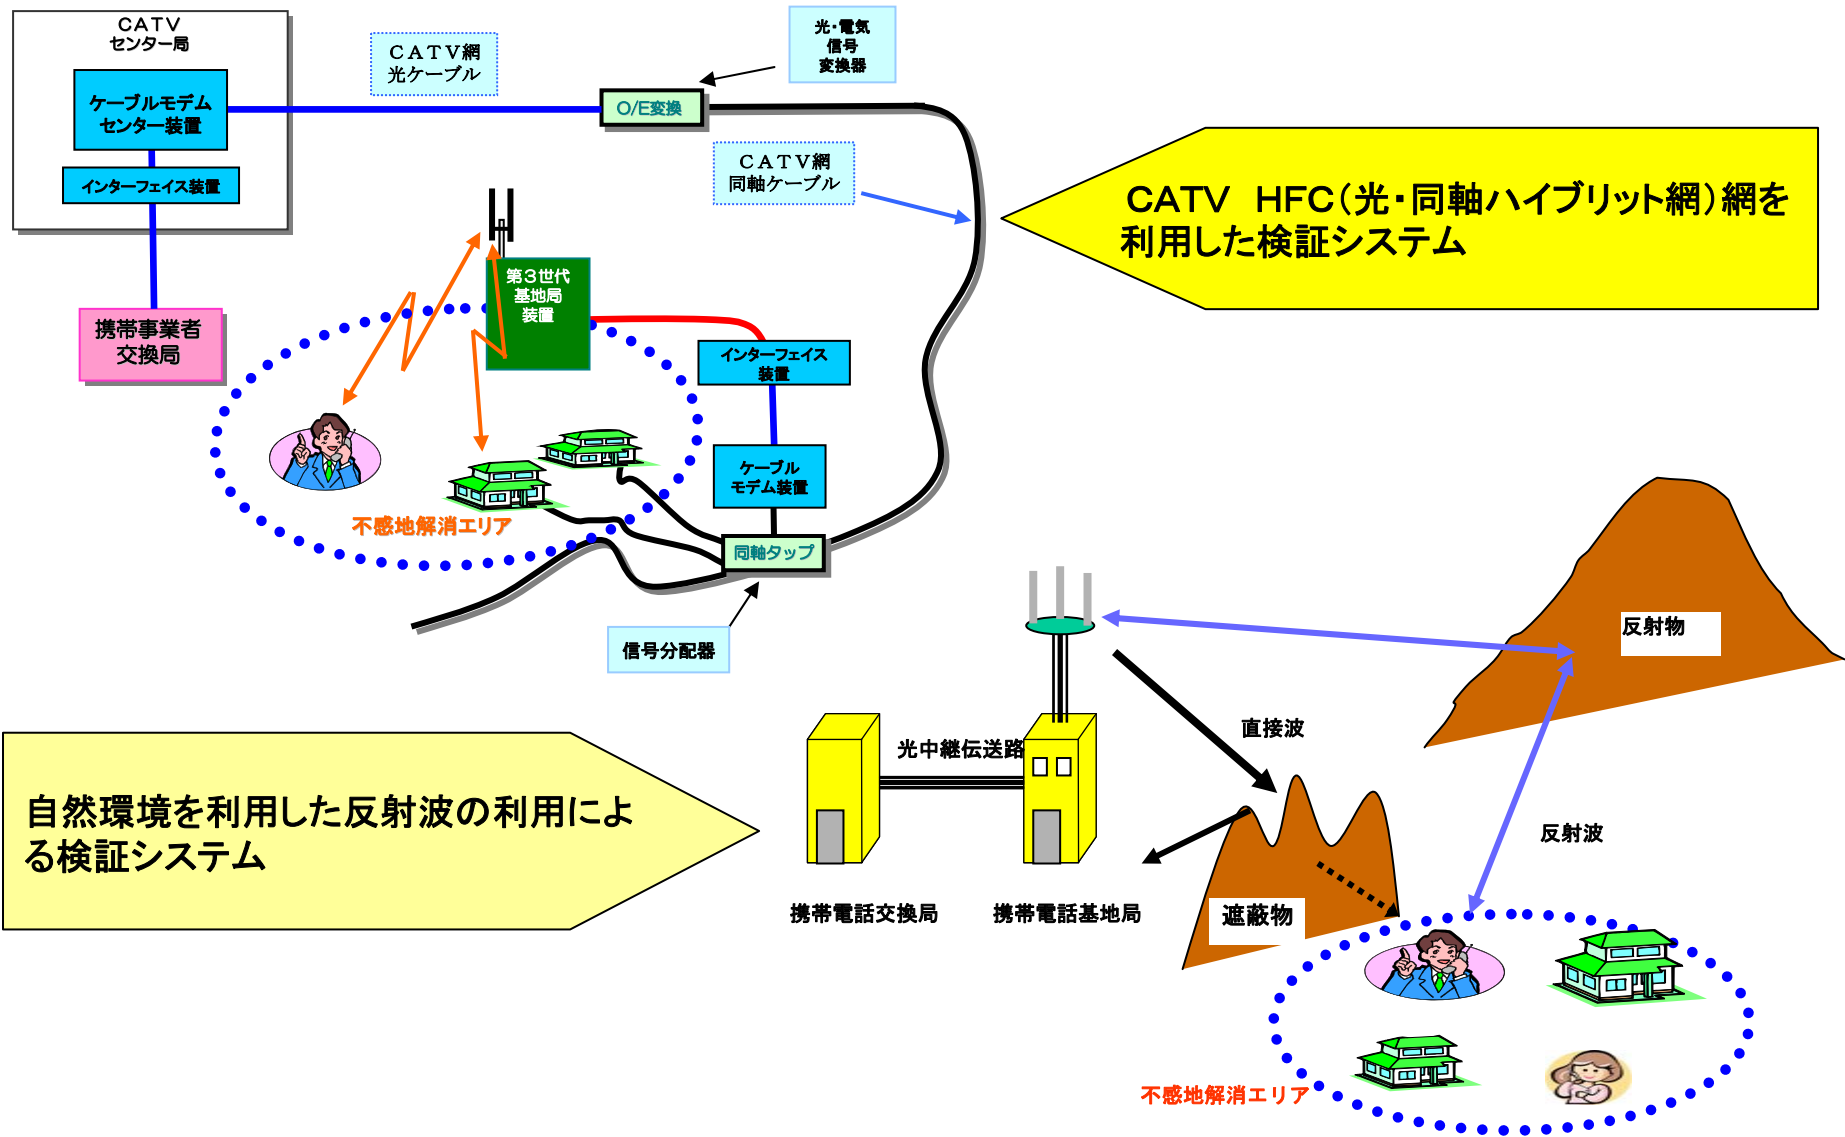 ＣＡＴＶ
センター局
ケーブルモデム
センター装置
インターフェイス装置
携帯事業者
交換局
ＣＡＴＶ網
光ケーブル
光・電気
信号
変換器
O/E変換
ＣＡＴＶ網
同軸ケーブル
CATV　HFC（光・同軸ハイブリット網）網を
利用した検証システム
第３世代
基地局
装置
インターフェイス
装置
ケーブル
モデム装置
不感地解消エリア
同軸タップ
信号分配器
反射物
直接波
光中継伝送路
自然環境を利用した反射波の利用によ
る検証システム
反射波
携帯電話交換局
携帯電話基地局
遮蔽物
不感地解消エリア